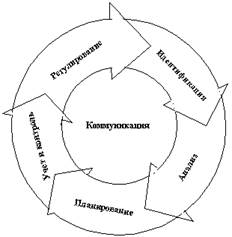 Регулирование
Идентификация
Анализ
Планирование
Учет и контроль
Коммуникация